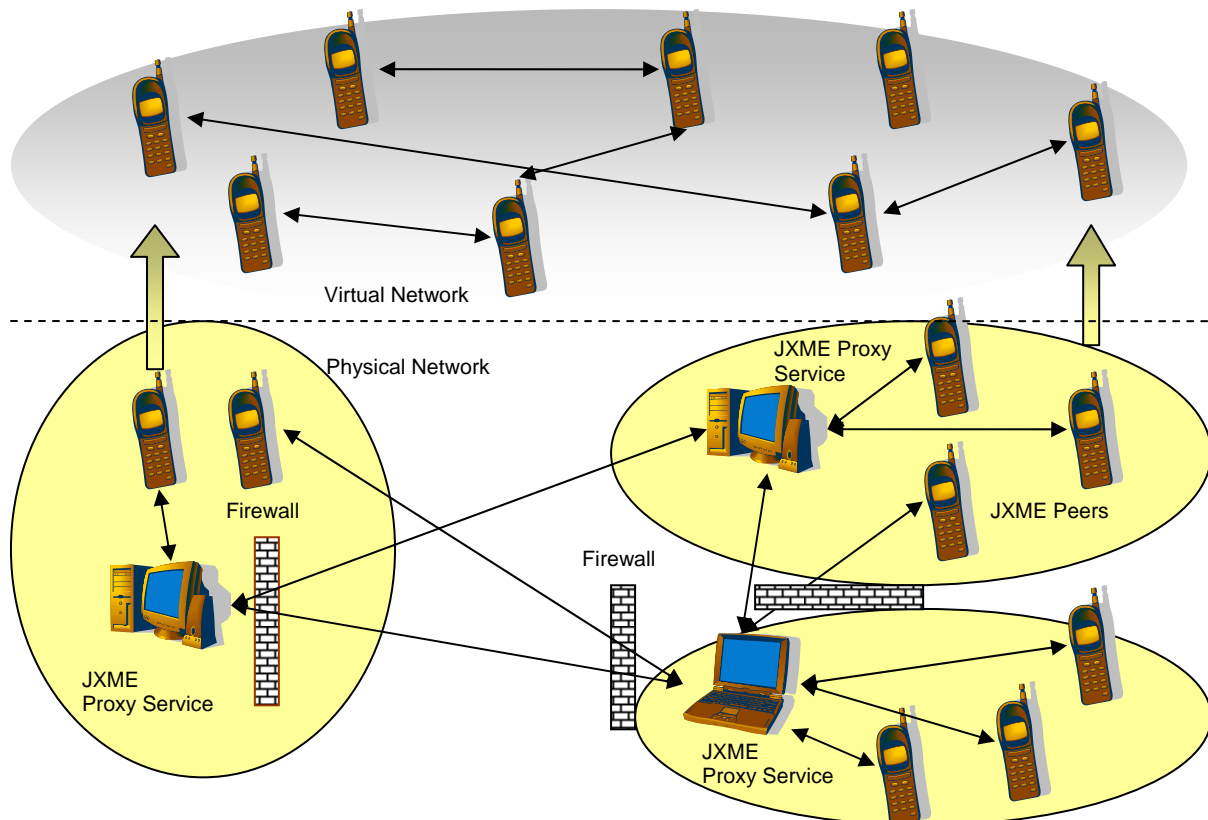 Virtual Network
Physical Network
JXME Proxy
Service
Firewall
JXME Peers
Firewall
JXME
Proxy Service
JXME
Proxy Service